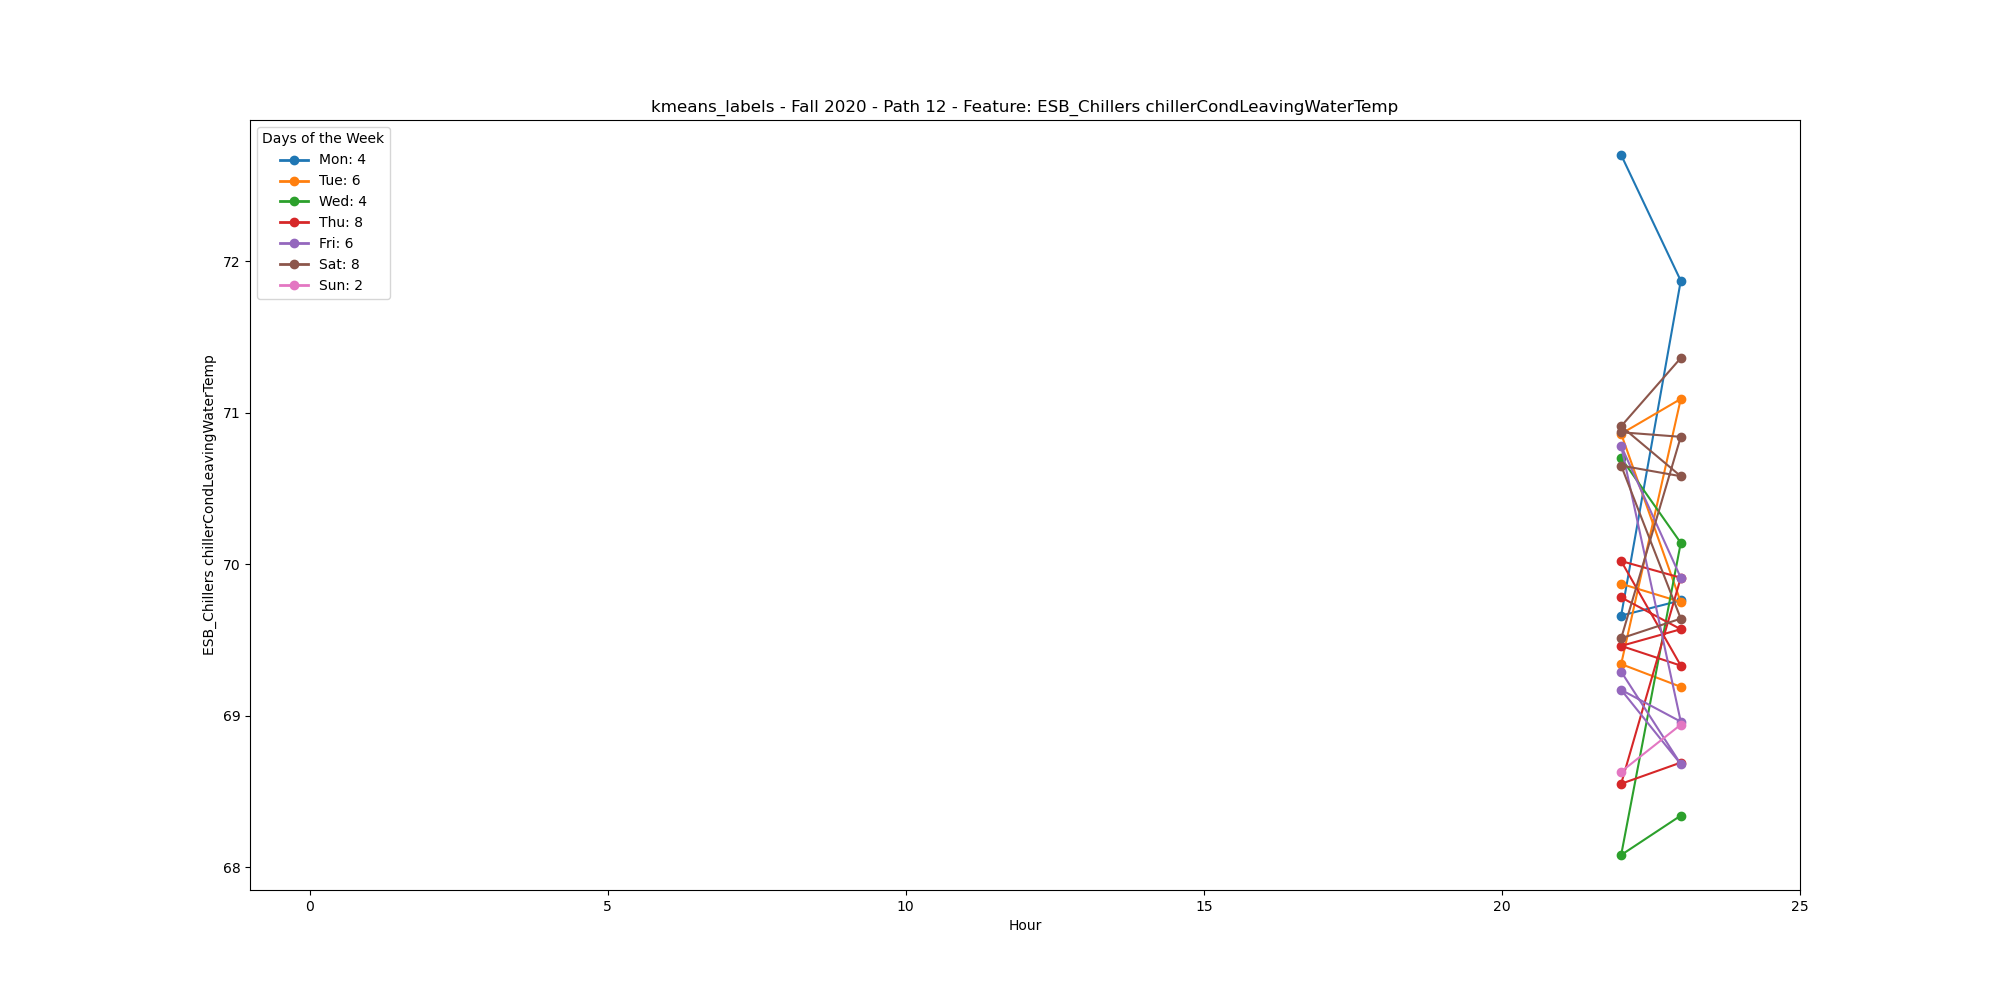 kmeans_labels - Fall 2020 - Path 12 - Feature: ESB_Chillers chillerCondLeavingWaterTemp
Days of the Week
Mon: 4
Tue: 6
Wed: 4
Thu: 8
Fri: 6
Sat: 8
Sun: 2
ESB_Chillers chillerCondLeavingWaterTemp
72
71
70
69
68
0 5 10 15 20 25
Hour